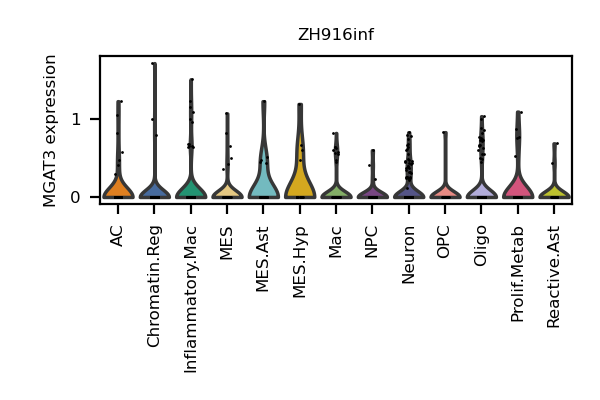 ZH916inf
MGAT3 expression
1
0
AC
Chromatin.Reg
Inflammatory.Mac
MES
MES.Ast
MES.Hyp
Mac
NPC
Neuron
OPC
Oligo
Prolif.Metab
Reactive.Ast